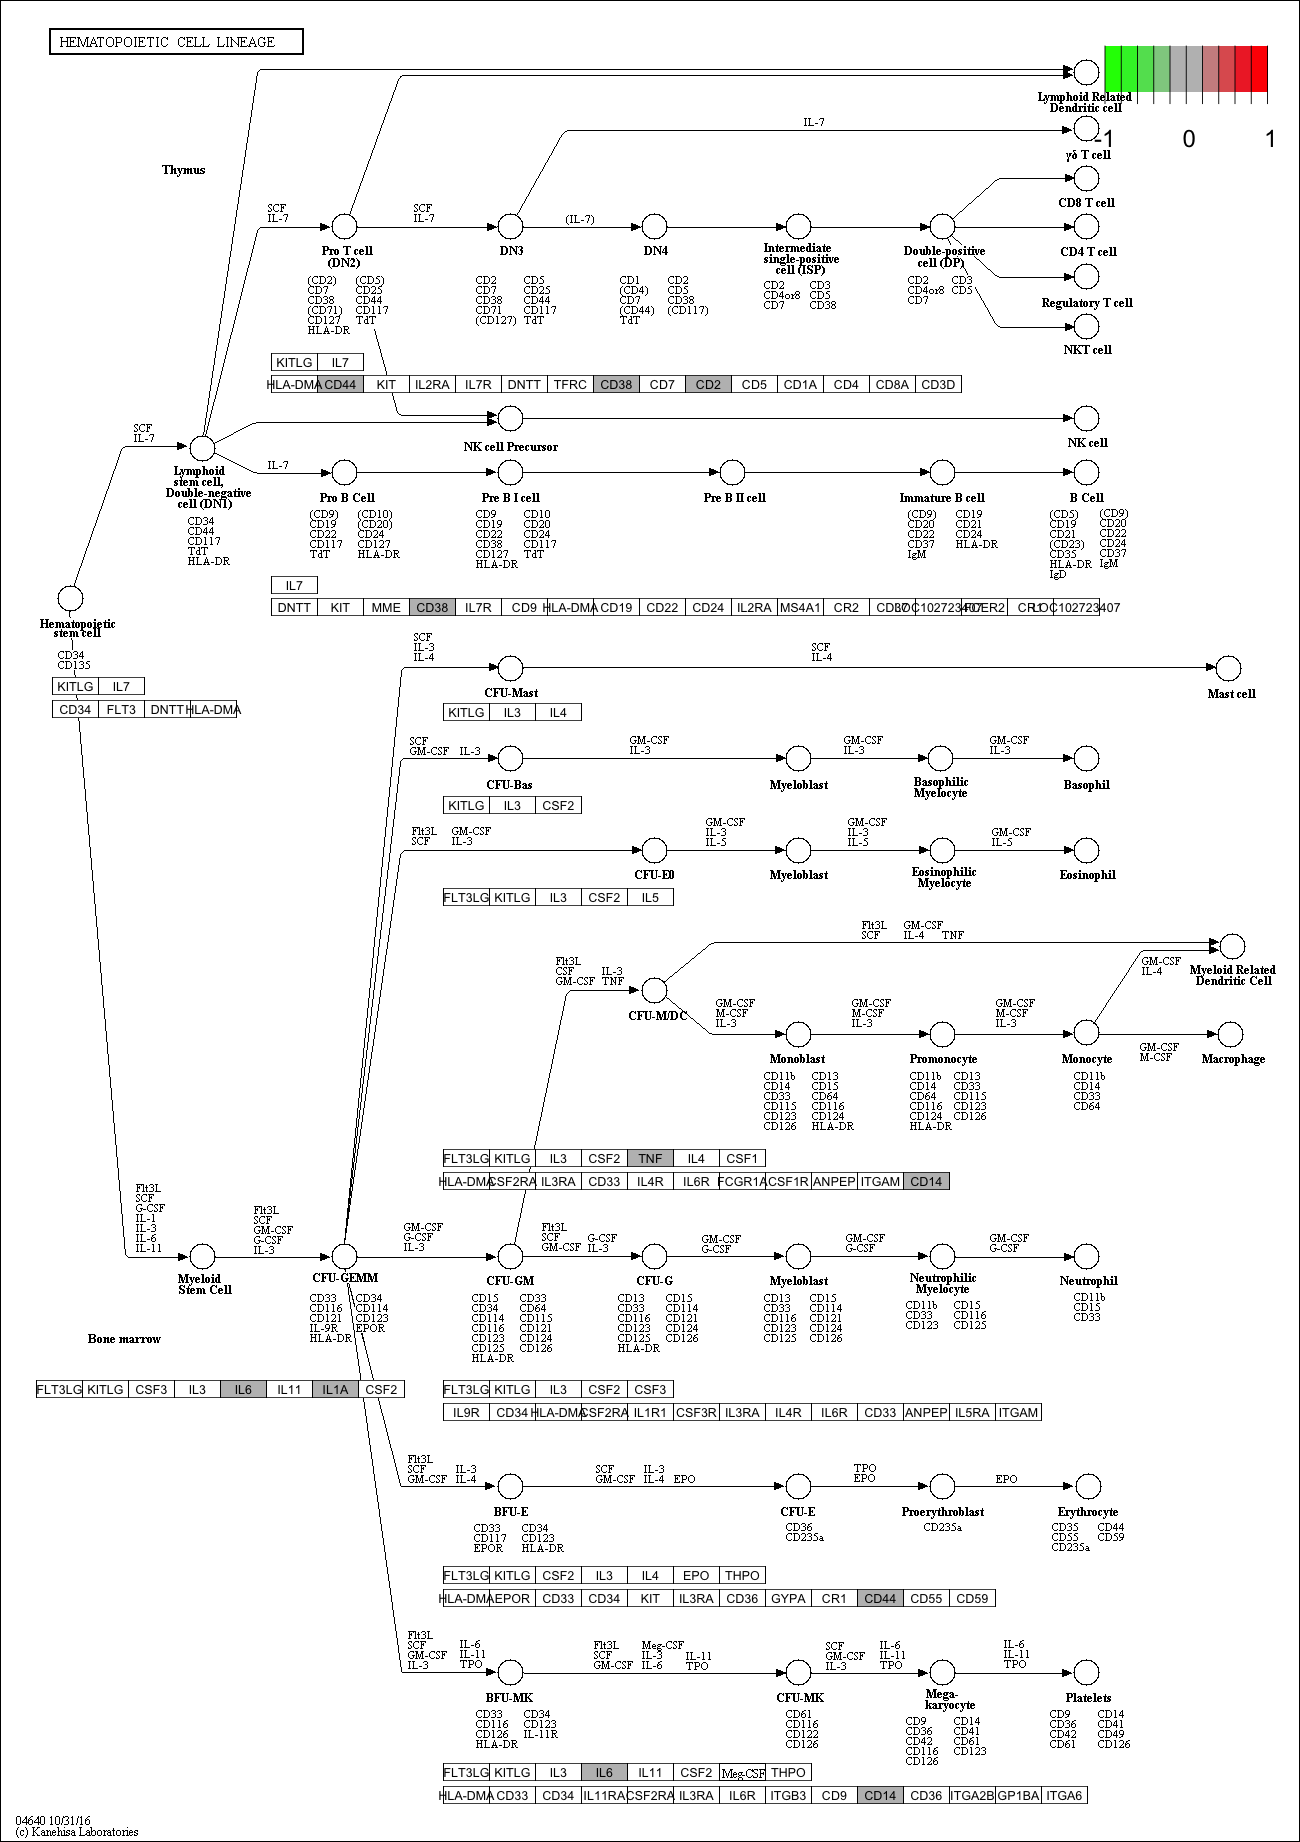 HEMATOPOIETIC CELL LINEAGE
-1 0 1
Lymphoid Related
Dendritic cell
IL-7
γδ T cell
Thymus
CD8 T cell
SCF
IL-7
SCF
IL-7
(IL-7)
Pro T cell
(DN2)
DN3
DN4
Intermediate
single-positive
cell (ISP)
Double-positive
cell (DP)
CD4 T cell
Regulatory T cell
NKT cell
(CD2) (CD5)
CD7 CD25
CD38 CD44
(CD71) CD117
CD127 TdT
HLA-DR
CD2 CD5
CD7 CD25
CD38 CD44
CD71 CD117
(CD127) TdT
CD1 CD2
(CD4) CD5
CD7 CD38
(CD44) (CD117)
TdT
CD2 CD3
CD4or8 CD5
CD7 CD38
CD2 CD3
CD4or8 CD5
CD7
KITLG IL7
HLA-DMA CD44 KIT IL2RA IL7R DNTT TFRC CD38 CD7 CD2 CD5 CD1A CD4 CD8A CD3D
SCF
IL-7
NK cell Precursor
NK cell
IL-7
Lymphoid
stem cell,
Double-negative
cell (DN1)
CD34
CD44
CD117
TdT
HLA-DR
Pro B Cell
Pre B I cell
Pre B II cell
Immature B cell
B Cell
(CD9) (CD10)
CD19 (CD20)
CD22 CD24
CD117 CD127
TdT HLA-DR
CD9 CD10
CD19 CD20
CD22 CD24
CD38 CD117
CD127 TdT
HLA-DR
(CD9) CD19
CD20 CD21
CD22 CD24
CD37 HLA-DR
IgM
(CD5) (CD9)
CD19 CD20
CD21 CD22
(CD23) CD24
CD35 CD37
HLA-DR IgM
IgD
IL7
DNTT KIT MME CD38 IL7R CD9 HLA-DMA CD19 CD22 CD24 IL2RA MS4A1 CR2 CD37 LOC102723407 FCER2 CR1 LOC102723407
Hematopoietic
stem cell
CD34
CD135
KITLG IL7
CD34 FLT3 DNTT HLA-DMA
SCF
IL-3
IL-4
SCF
IL-4
CFU-Mast
Mast cell
KITLG IL3 IL4
SCF
GM-CSF IL-3
GM-CSF
IL-3
GM-CSF
IL-3
GM-CSF
IL-3
CFU-Bas
Myeloblast
Basophilic
Myelocyte
Basophil
KITLG IL3 CSF2
Flt3L GM-CSF
SCF IL-3
GM-CSF
IL-3
IL-5
GM-CSF
IL-3
IL-5
GM-CSF
IL-5
CFU-E0
Myeloblast
Eosinophilic
Myelocyte
Eosinophil
FLT3LG KITLG IL3 CSF2 IL5
Flt3L GM-CSF
SCF IL-4 TNF
Flt3L
CSF IL-3
GM-CSF TNF
CFU-M/DC
GM-CSF
IL-4
Myeloid Related
Dendritic Cell
GM-CSF
M-CSF
IL-3
GM-CSF
M-CSF
IL-3
GM-CSF
M-CSF
IL-3
GM-CSF
M-CSF
Monoblast
Promonocyte
Monocyte
Macrophage
CD11b CD13
CD14 CD15
CD33 CD64
CD115 CD116
CD123 CD124
CD126 HLA-DR
CD11b CD13
CD14 CD33
CD64 CD115
CD116 CD123
CD124 CD126
HLA-DR
CD11b
CD14
CD33
CD64
FLT3LG KITLG IL3 CSF2 TNF IL4 CSF1
HLA-DMA CSF2RA IL3RA CD33 IL4R IL6R FCGR1A CSF1R ANPEP ITGAM CD14
Flt3L
SCF
G-CSF
IL-1
IL-3
IL-6
IL-11
Flt3L
SCF
GM-CSF
G-CSF
IL-3
GM-CSF
G-CSF
IL-3
Flt3L
SCF G-CSF
GM-CSF IL-3
GM-CSF
G-CSF
GM-CSF
G-CSF
GM-CSF
G-CSF
Myeloid
Stem Cell
CFU-GEMM
CFU-GM
CFU-G
Myeloblast
Neutrophilic
Myelocyte
Neutrophil
CD33 CD34
CD116 CD114
CD121 CD123
IL-9R EPOR
HLA-DR
CD15 CD33
CD34 CD64
CD114 CD115
CD116 CD121
CD123 CD124
CD125 CD126
HLA-DR
CD13 CD15
CD33 CD114
CD116 CD121
CD123 CD124
CD125 CD126
HLA-DR
CD13 CD15
CD33 CD114
CD116 CD121
CD123 CD124
CD125 CD126
CD11b CD15
CD33 CD116
CD123 CD125
CD11b
CD15
CD33
Bone marrow
FLT3LG KITLG CSF3 IL3 IL6 IL11 IL1A CSF2
FLT3LG KITLG IL3 CSF2 CSF3
IL9R CD34 HLA-DMA CSF2RA IL1R1 CSF3R IL3RA IL4R IL6R CD33 ANPEP IL5RA ITGAM
Flt3L
SCF IL-3
GM-CSF IL-4
SCF IL-3
GM-CSF IL-4 EPO
TPO
EPO
EPO
BFU-E
CFU-E
Proerythroblast
Erythrocyte
CD33 CD34
CD117 CD123
EPOR HLA-DR
CD36
CD235a
CD235a
CD35 CD44
CD55 CD59
CD235a
FLT3LG KITLG CSF2 IL3 IL4 EPO THPO
HLA-DMA EPOR CD33 CD34 KIT IL3RA CD36 GYPA CR1 CD44 CD55 CD59
Flt3L
SCF IL-6
GM-CSF IL-11
IL-3 TPO
Flt3L Meg-CSF
SCF IL-3 IL-11
GM-CSF IL-6 TPO
SCF IL-6
GM-CSF IL-11
IL-3 TPO
IL-6
IL-11
TPO
BFU-MK
CFU-MK
Mega-
karyocyte
Platelets
CD33 CD34
CD116 CD123
CD126 IL-11R
HLA-DR
CD61
CD116
CD122
CD126
CD9 CD14
CD36 CD41
CD42 CD61
CD116 CD123
CD126
CD9 CD14
CD36 CD41
CD42 CD49
CD61 CD126
FLT3LG KITLG IL3 IL6 IL11 CSF2 Meg-CSF THPO
HLA-DMA CD33 CD34 IL11RA CSF2RA IL3RA IL6R ITGB3 CD9 CD14 CD36 ITGA2B GP1BA ITGA6
04640 10/31/16
(c) Kanehisa Laboratories